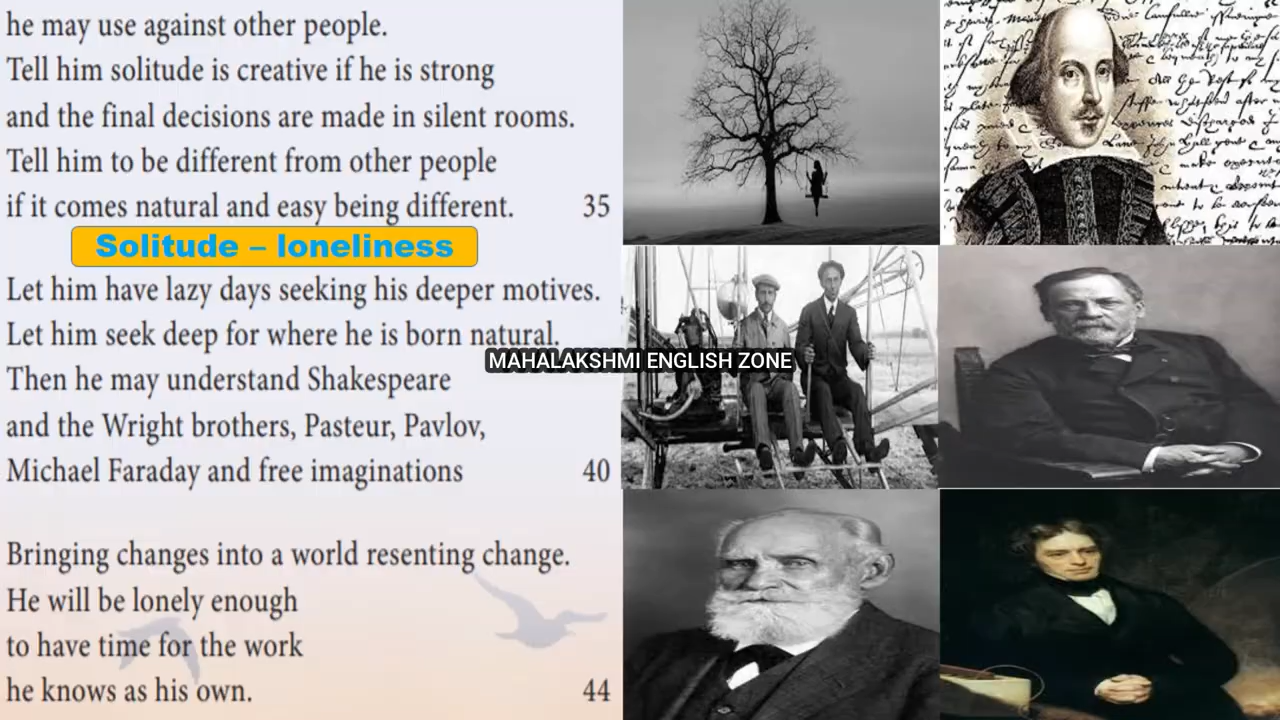 he may use against other people.
Tell him solitude is creative if he is strong
and the final decisions are made in silent rooms.
Tell him to be different from other people
if it comes natural and easy being different. 35
Solitude – loneliness
Let him have lazy days seeking his deeper motives.
Let him seek deep for where he is born natural.
MAHALAKSHMI ENGLISH ZONE
Then he may understand Shakespeare
and the Wright brothers, Pasteur, Pavlov,
Michael Faraday and free imaginations 40
Bringing changes into a world resenting change.
He will be lonely enough
to have time for the work
he knows as his own. 44